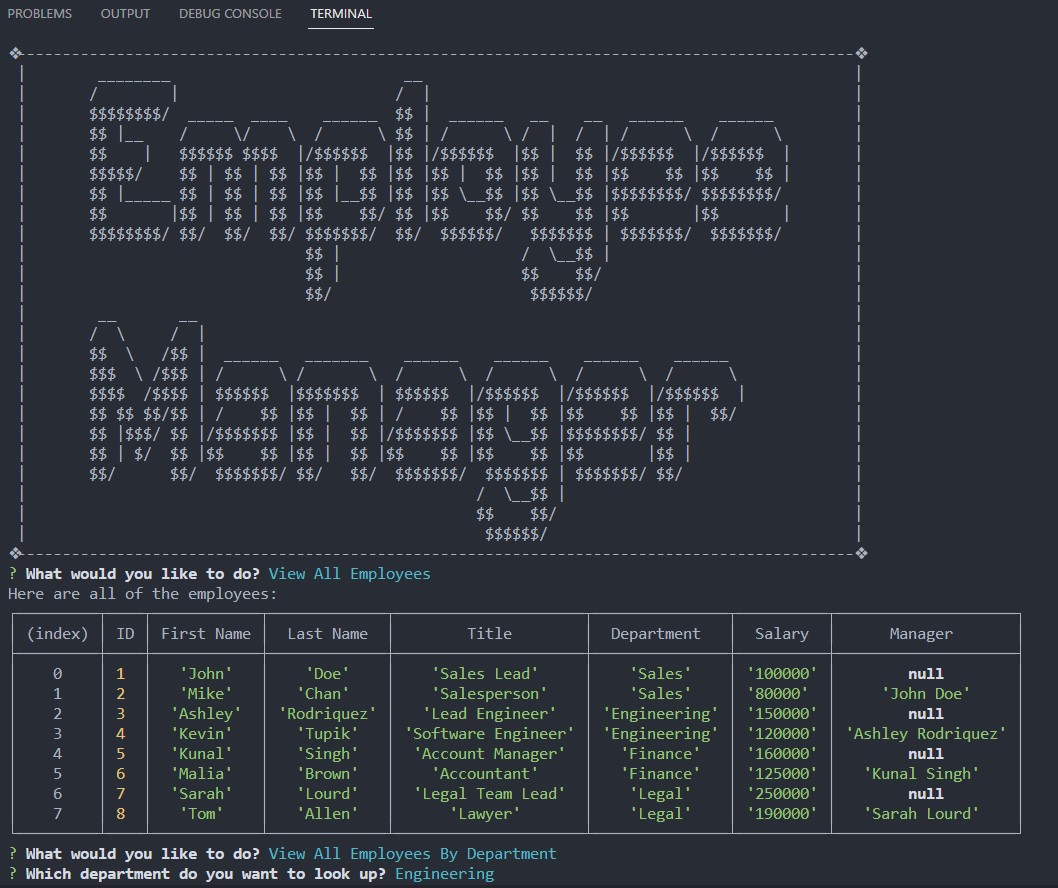 PROBLEMS OUTPUT DEBUG CONSOLE TERMINAL
Employee
Manager
? What would you like to do? View All Employees
Here are all of the employees:
(index) ID First Name Last Name Title Department Salary Manager
0 1 'John' 'Doe' 'Sales Lead' 'Sales' '100000' null
1 2 'Mike' 'Chan' 'Salesperson' 'Sales' '80000' 'John Doe'
2 3 'Ashley' 'Rodriquez' 'Lead Engineer' 'Engineering' '150000' null
3 4 'Kevin' 'Tupik' 'Software Engineer' 'Engineering' '120000' 'Ashley Rodriquez'
4 5 'Kunal' 'Singh' 'Account Manager' 'Finance' '160000' null
5 6 'Malia' 'Brown' 'Accountant' 'Finance' '125000' 'Kunal Singh'
6 7 'Sarah' 'Lourd' 'Legal Team Lead' 'Legal' '250000' null
7 8 'Tom' 'Allen' 'Lawyer' 'Legal' '190000' 'Sarah Lourd'
? What would you like to do? View All Employees By Department
? Which department do you want to look up? Engineering